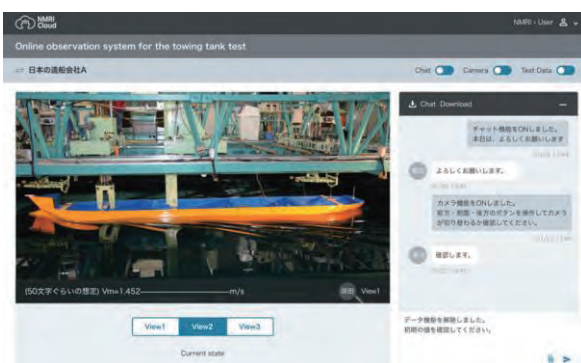 NMRI
Cloud
NMRI - User
Online observation system for the towing tank test
日本の造船会社A
Chat
Camera
Test Data
Chat Download
チャット機能をONしました。
本日は、よろしくお願いします
よろしくお願いします。
カメラ機能をONしました。
前方・側面・後方のボタンを操作してカメラ
が切り替わるか確認してください。
確認します。
(50文字ぐらいの想定) Vm=1.452 m/s
View1
View1
View2
View3
Current state
データ機能を解除しました。
初期の値を確認してください。